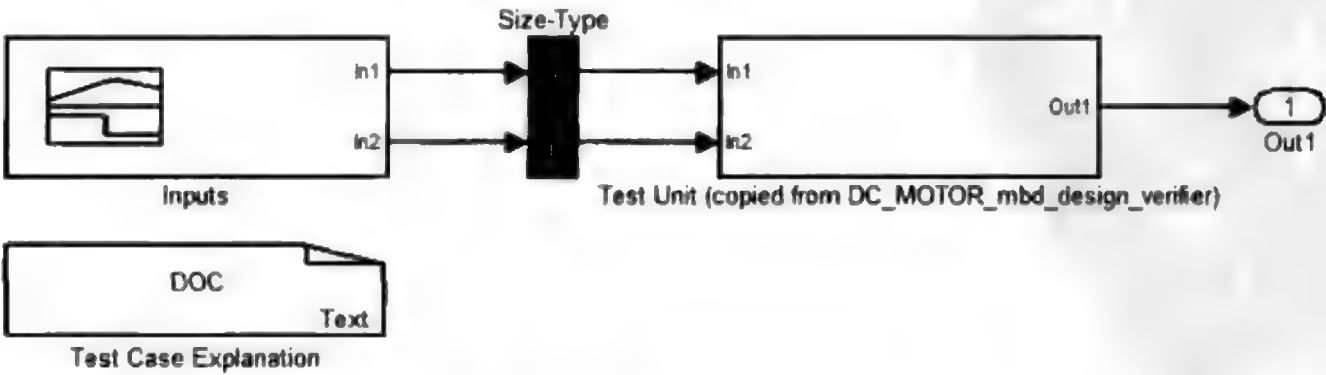 Size-Type
In1
In1
Out1
1
In2
In2
Out1
Inputs
Test Unit (copied from DC_MOTOR_mbd_design_verifier)
DOC
Text
Test Case Explanation